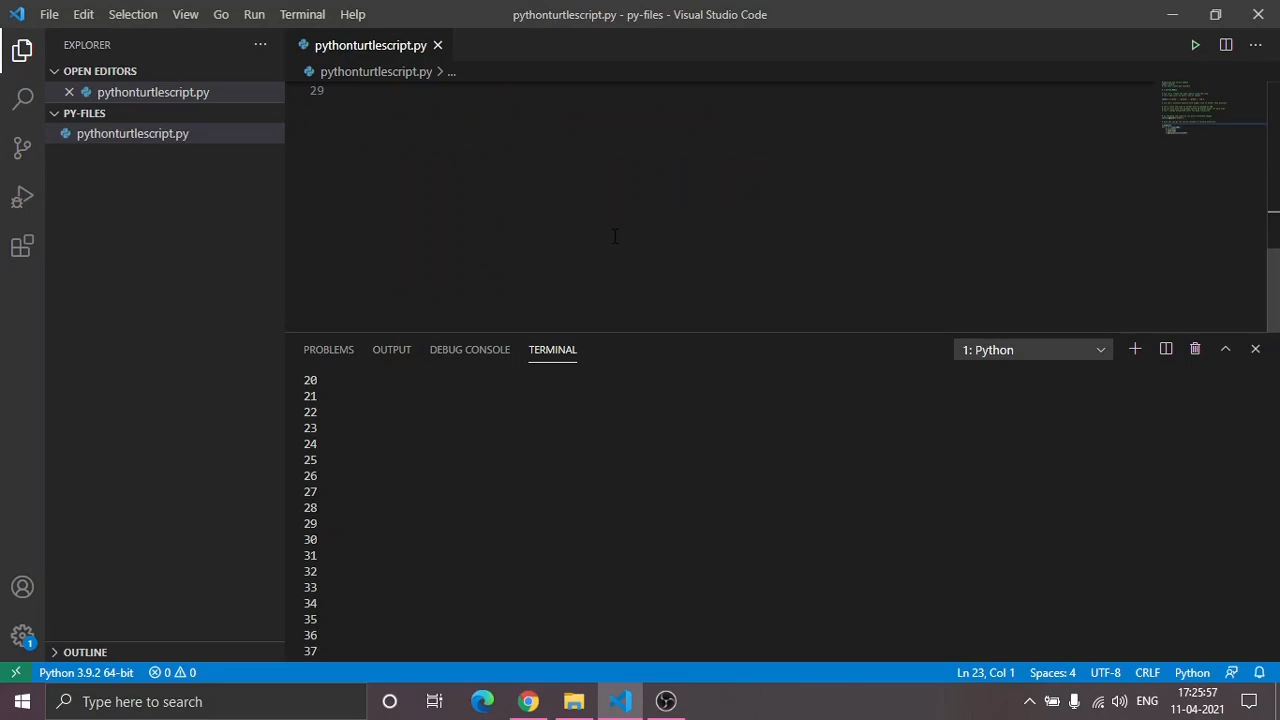 File Edit Selection View Go Run Terminal Help
pythonturtlescript.py - py-files - Visual Studio Code
EXPLORER
OPEN EDITORS
pythonturtlescript.py
PY-FILES
pythonturtlescript.py
OUTLINE
pythonturtlescript.py
pythonturtlescript.py > ...
29
PROBLEMS OUTPUT DEBUG CONSOLE TERMINAL
1: Python
20
21
22
23
24
25
26
27
28
29
30
31
32
33
34
35
36
37
1
Python 3.9.2 64-bit 0 0
Ln 23, Col 1 Spaces: 4 UTF-8 CRLF Python
Type here to search
ENG
17:25:57
11-04-2021